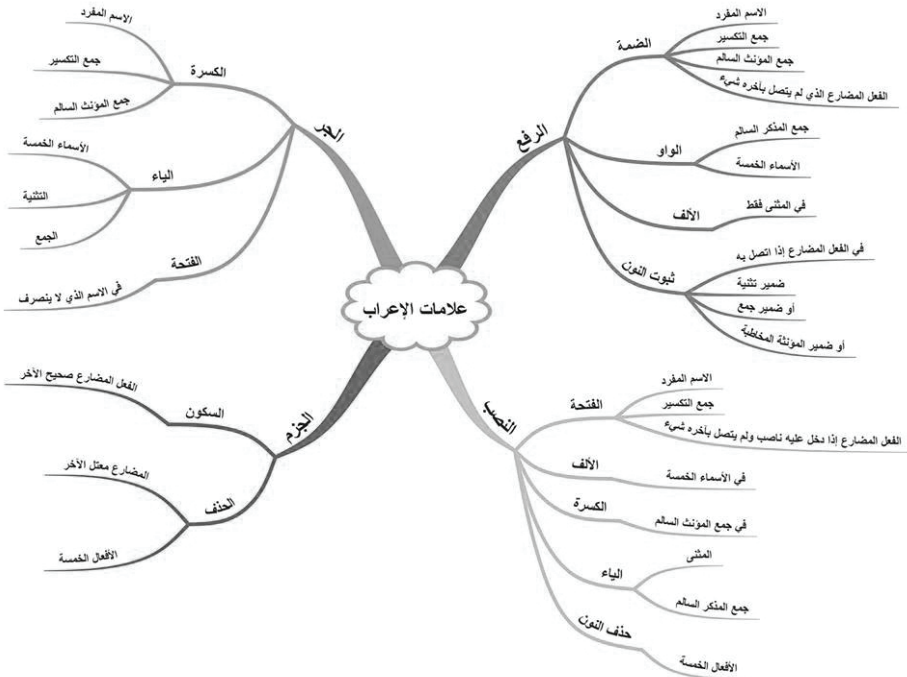 علامات الإعراب
الرفع
الضمة
الاسم المفرد
جمع التكسير
جمع المؤنث السالم
الفعل المضارع الذي لم يتصل بآخره شيء
الواو
جمع المذكر السالم
الأسماء الخمسة
الألف
في المثنى فقط
ثبوت النون
في الفعل المضارع إذا اتصل به
ضمير تثنية
أو ضمير جمع
أو ضمير المؤنثة المخاطبة
النصب
الفتحة
الاسم المفرد
جمع التكسير
الفعل المضارع إذا دخل عليه ناصب ولم يتصل بآخره شيء
الألف
في الأسماء الخمسة
الكسرة
في جمع المؤنث السالم
الياء
المثنى
جمع المذكر السالم
حذف النون
الأفعال الخمسة
الجر
الكسرة
الاسم المفرد
جمع التكسير
جمع المؤنث السالم
الياء
الأسماء الخمسة
التثنية
الجمع
الفتحة
في الاسم الذي لا ينصرف
الجزم
السكون
الفعل المضارع صحيح الآخر
الحذف
المضارع معتل الآخر
الأفعال الخمسة